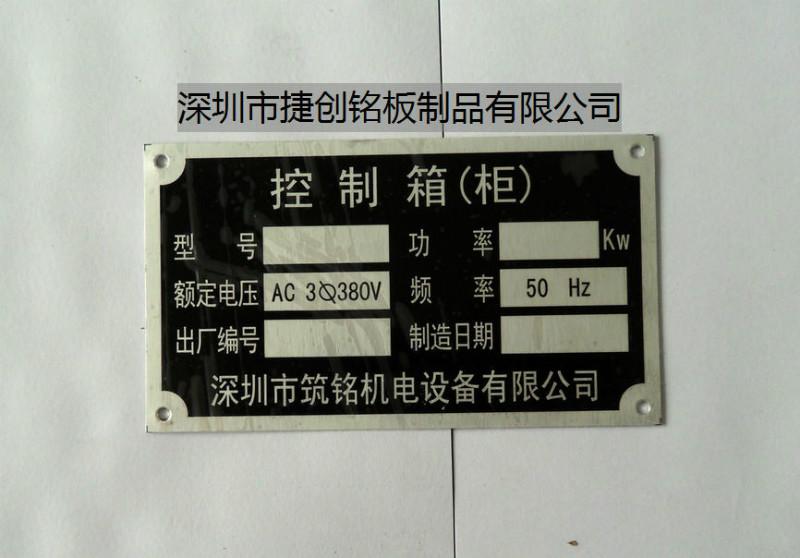 深圳市捷创铭板制品有限公司
控制箱(柜)
型号 功率 Kw
额定电压 AC 3∅380V 频率 50 Hz
出厂编号 制造日期
深圳市筑铭机电设备有限公司